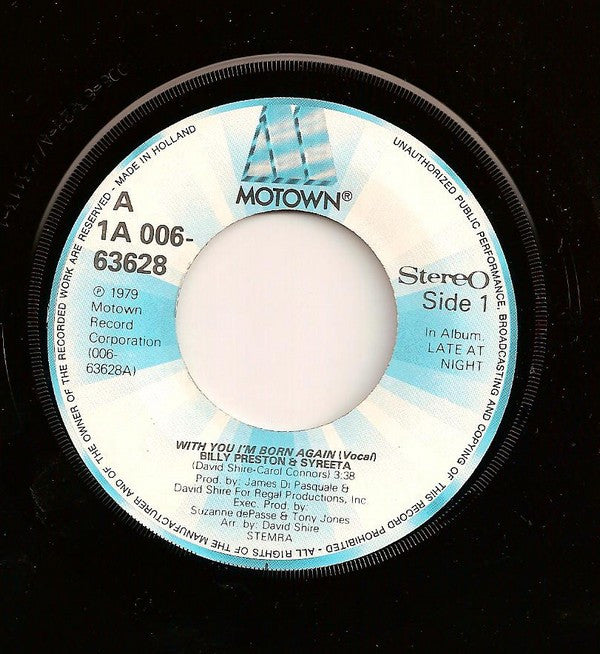 MOTOWN®
A
1A 006-
63628
℗ 1979
Motown
Record
Corporation
(006-
63628A)
Stereo
Side 1
In Album.
LATE AT
NIGHT
WITH YOU I'M BORN AGAIN (Vocal)
BILLY PRESTON & SYREETA
(David Shire-Carol Connors) 3:38
Prod. by: James Di Pasquale &
David Shire For Regal Productions, Inc
Exec. Prod. by:
Suzanne dePasse & Tony Jones
Arr. by: David Shire
STEMRA
ALL RIGHTS OF THE MANUFACTURER AND OF THE OWNER OF THE RECORDED WORK ARE RESERVED - MADE IN HOLLAND
UNAUTHORIZED PUBLIC PERFORMANCE, BROADCASTING AND COPYING OF THIS RECORD PROHIBITED -